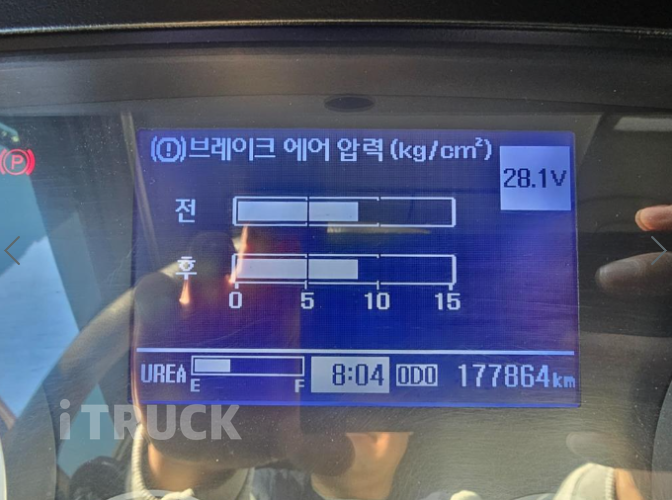 (P)
(!)브레이크 에어 압력 (kg/cm²)
28.1V
전
후
0 5 10 15
UREA E F 8:04 ODO 177864km
iTRUCK